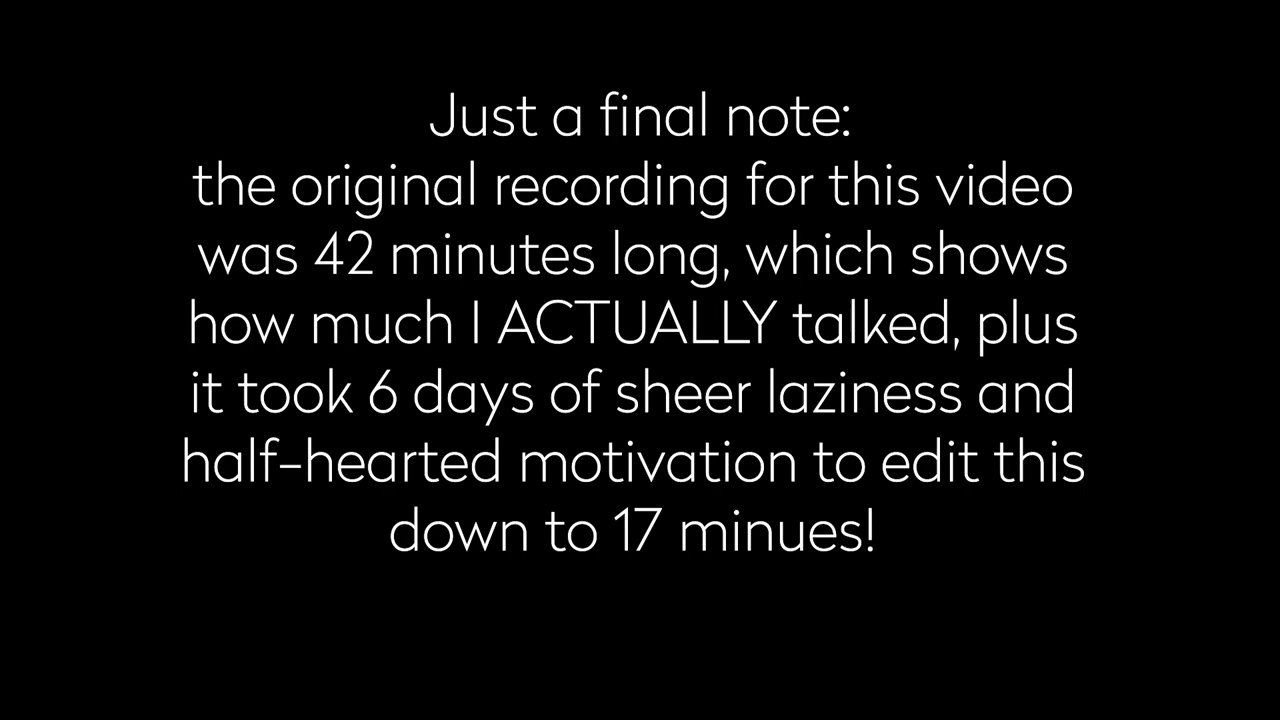 Just a final note:
the original recording for this video
was 42 minutes long, which shows
how much I ACTUALLY talked, plus
it took 6 days of sheer laziness and
half-hearted motivation to edit this
down to 17 minues!